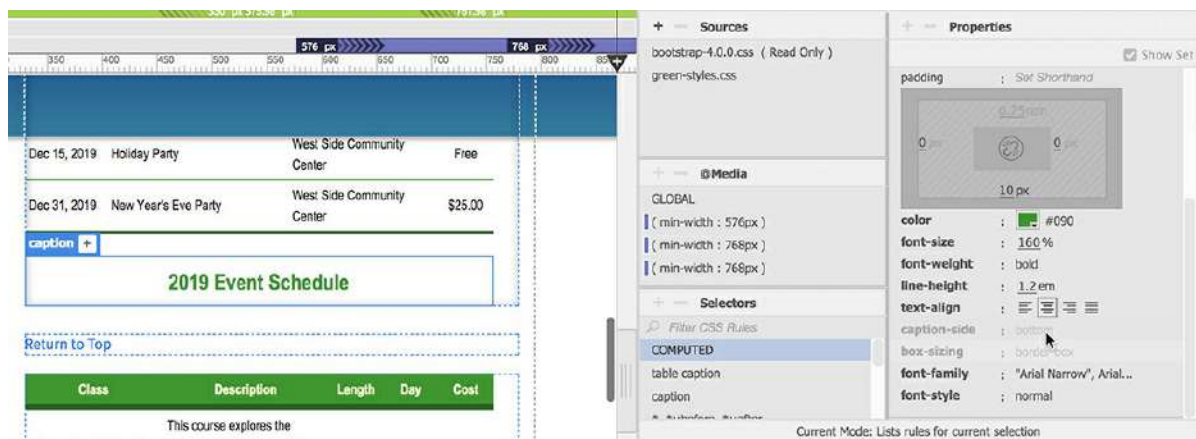 576 px
768 px
350 400 450 500 550 600 650 700 750 800 85
Dec 15, 2019 Holiday Party West Side Community Center Free
Dec 31, 2019 New Year's Eve Party West Side Community Center $25.00
caption +
2019 Event Schedule
Return to Top
Class Description Length Day Cost
This course explores the
+ − Sources
bootstrap-4.0.0.css ( Read Only )
green-styles.css
+ − @Media
GLOBAL
( min-width : 576px )
( min-width : 768px )
( min-width : 768px )
+ − Selectors
Filter CSS Rules
COMPUTED
table caption
caption
+ − Properties
Show Set
padding : Set Shorthand
0
0
10 px
color : #090
font-size : 160 %
font-weight : bold
line-height : 1.2 em
text-align :
caption-side : bottom
box-sizing : border-box
font-family : "Arial Narrow", Arial...
font-style : normal
Current Mode: Lists rules for current selection